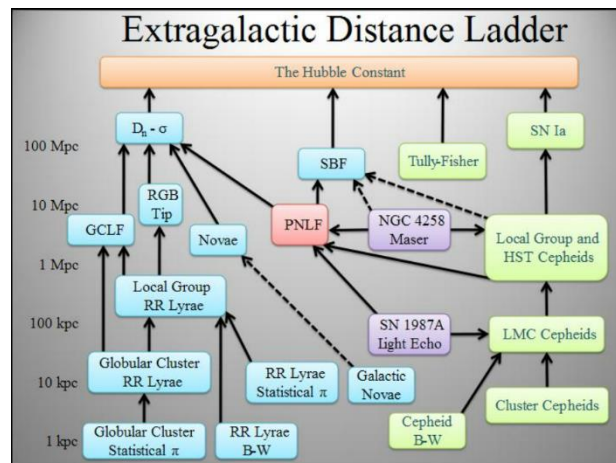 Extragalactic Distance Ladder
The Hubble Constant
Dₙ - σ
SN Ia
100 Mpc
SBF
Tully-Fisher
RGB
Tip
10 Mpc
GCLF
Novae
PNLF
NGC 4258
Maser
Local Group and
HST Cepheids
1 Mpc
Local Group
RR Lyrae
100 kpc
SN 1987A
Light Echo
LMC Cepheids
Globular Cluster
RR Lyrae
RR Lyrae
Statistical π
Galactic
Novae
10 kpc
Cepheid
B-W
Cluster Cepheids
1 kpc
Globular Cluster
Statistical π
RR Lyrae
B-W